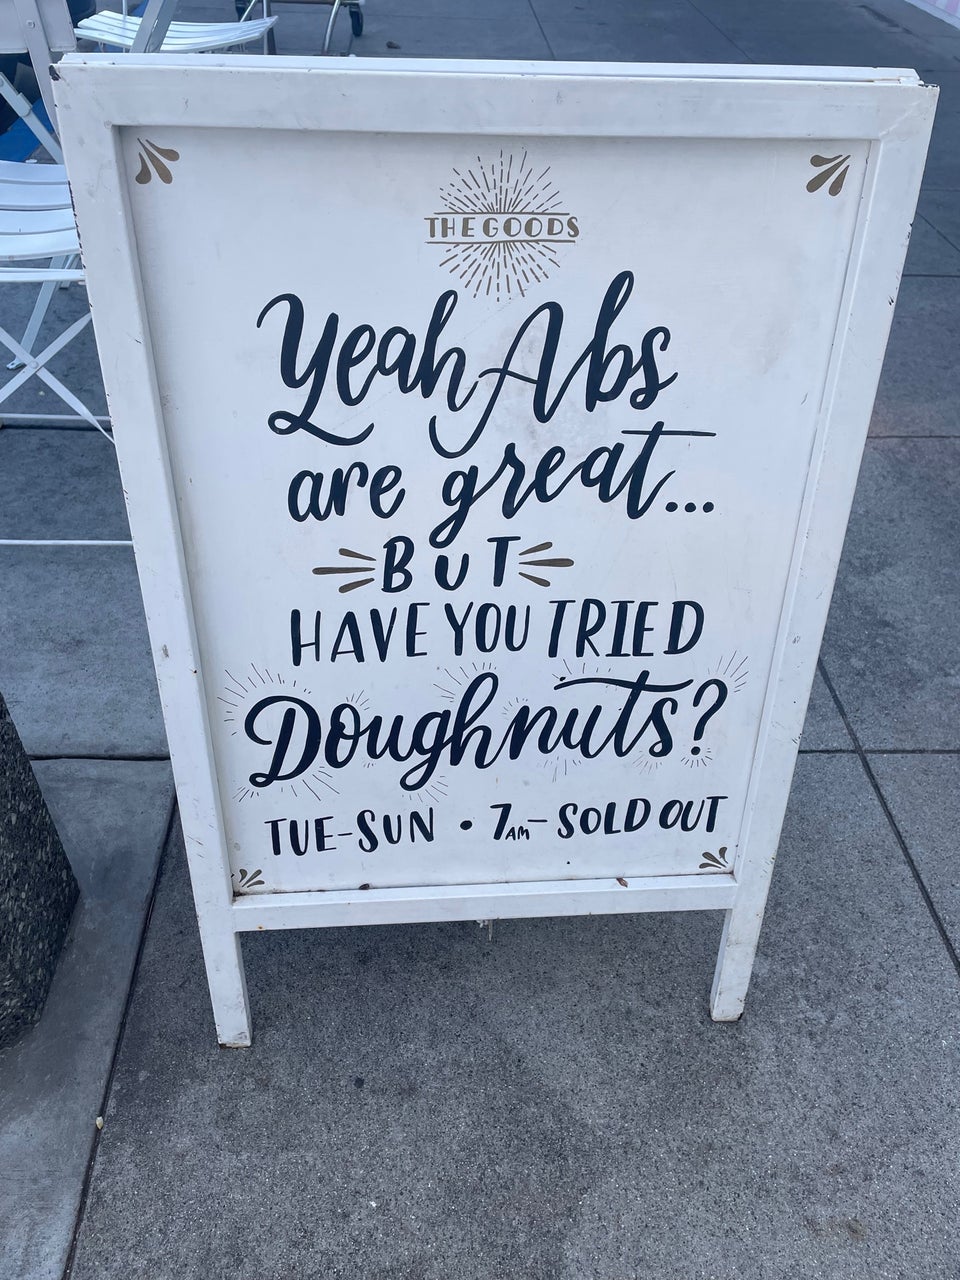 THE GOODS
Yeah Abs
are great...
BUT
HAVE YOU TRIED
Doughnuts?
TUE-SUN • 7AM- SOLD OUT